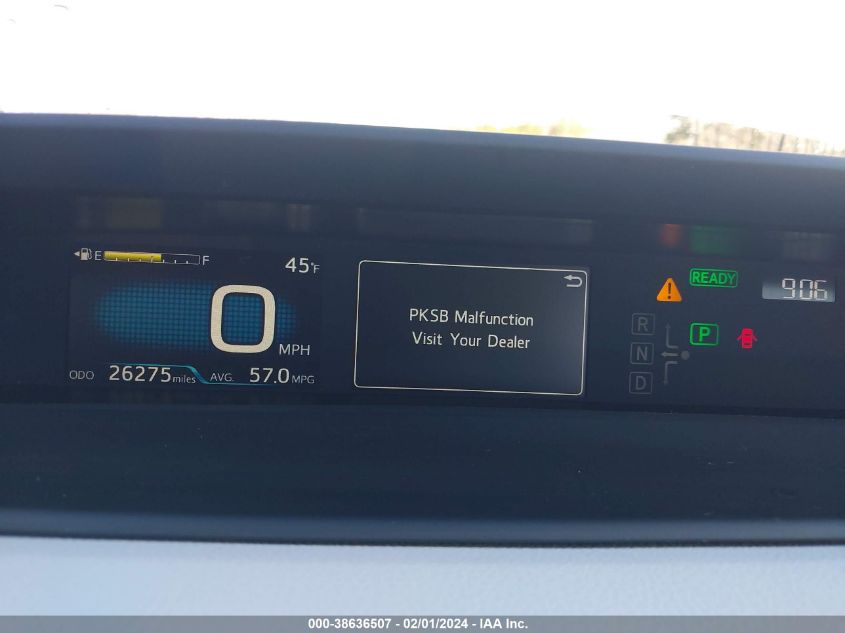 E F
45°F
0 MPH
ODO 26275 miles AVG. 57.0 MPG
PKSB Malfunction
Visit Your Dealer
READY
906
R
N
D
P
000-38636507 - 02/01/2024 - IAA Inc.